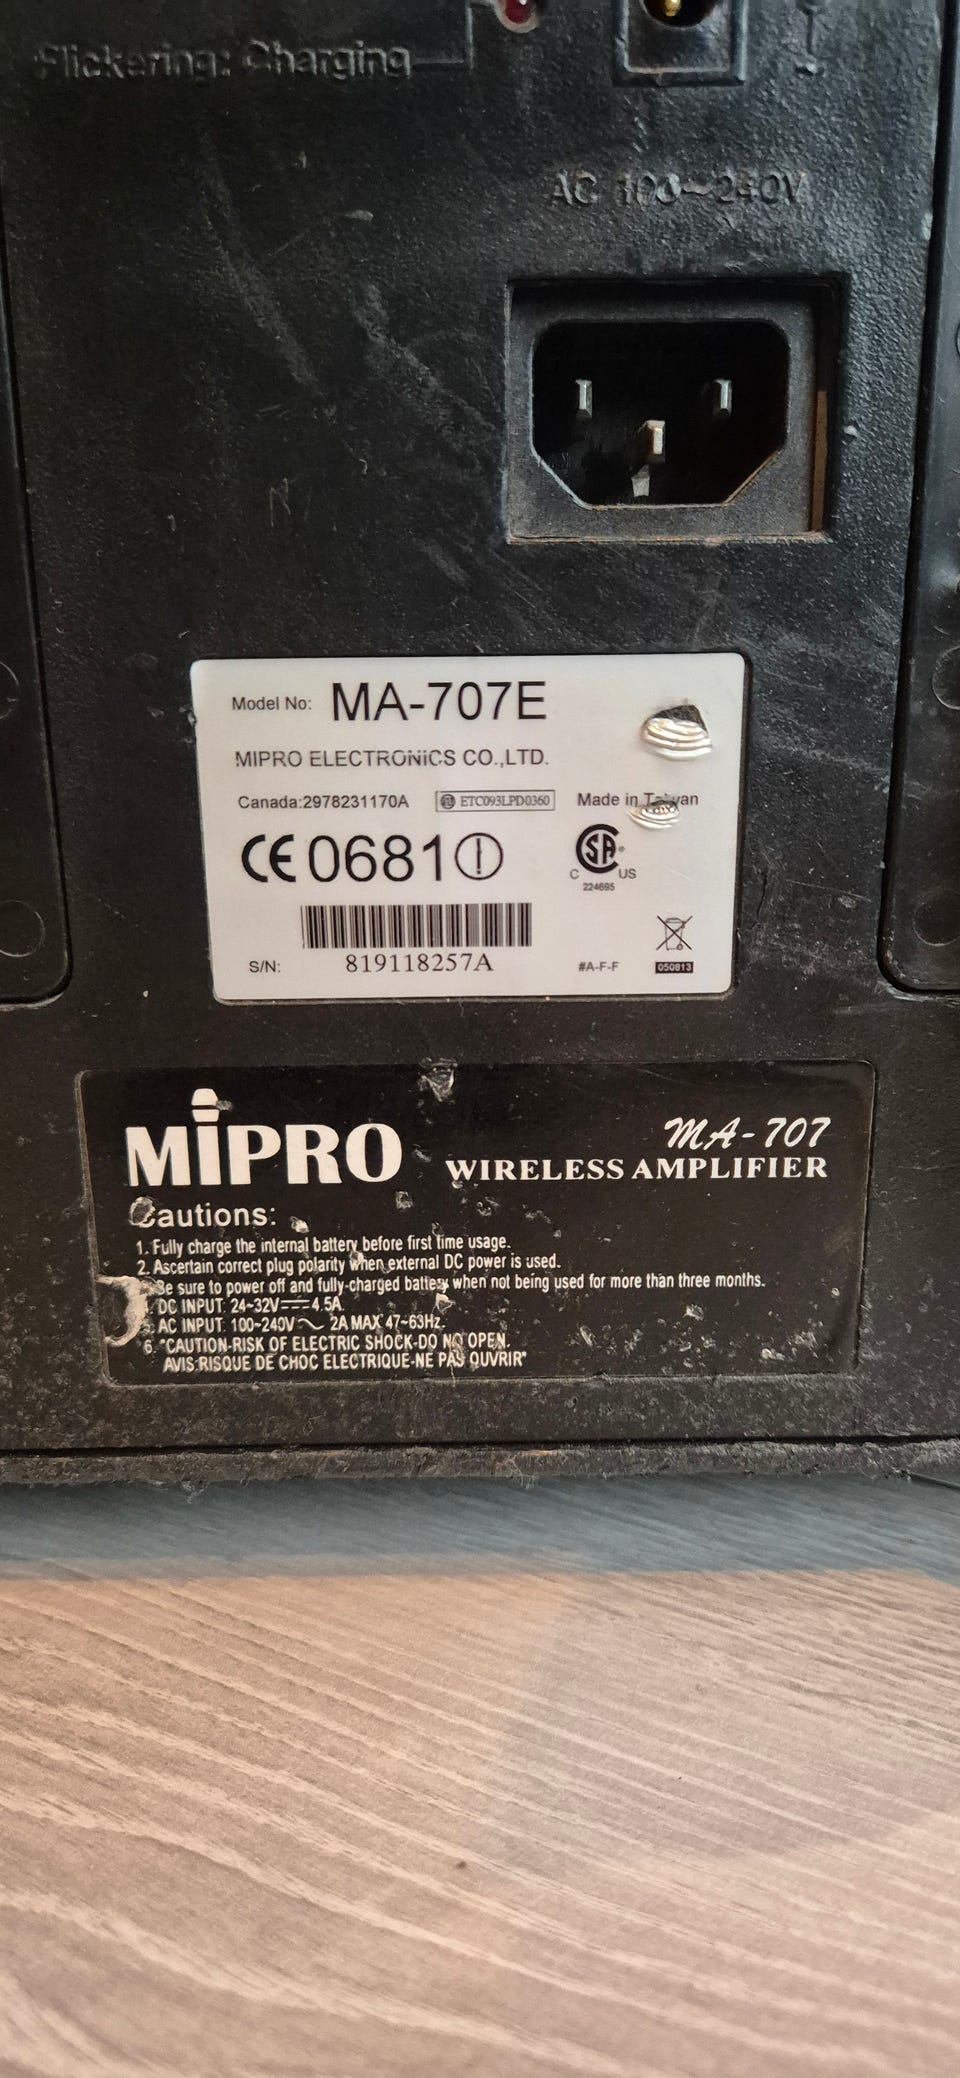 Flickering: Charging
AC 100~240V
Model No: MA-707E
MIPRO ELECTRONICS CO.,LTD.
Canada:2978231170A ETC093LPD0360 Made in Taiwan
CE0681
SA
C US
224695
S/N: 819118257A #A-F-F 050813
MIPRO
MA-707
WIRELESS AMPLIFIER
Cautions:
1. Fully charge the internal battery before first time usage.
2. Ascertain correct plug polarity when external DC power is used.
Be sure to power off and fully-charged battery when not being used for more than three months.
4. DC INPUT: 24~32V⎓4.5A
5. AC INPUT: 100~240V～ 2A MAX 47~63Hz.
6. "CAUTION-RISK OF ELECTRIC SHOCK-DO NO OPEN.
AVIS:RISQUE DE CHOC ELECTRIQUE-NE PAS OUVRIR"